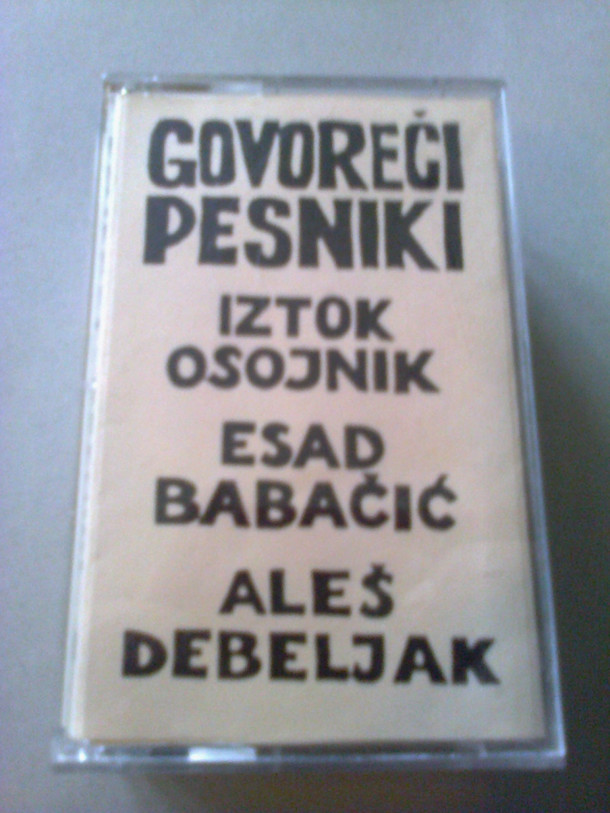 GOVOREČI
PESNIKI
IZTOK
OSOJNIK
ESAD
BABAČIĆ
ALEŠ
DEBELJAK